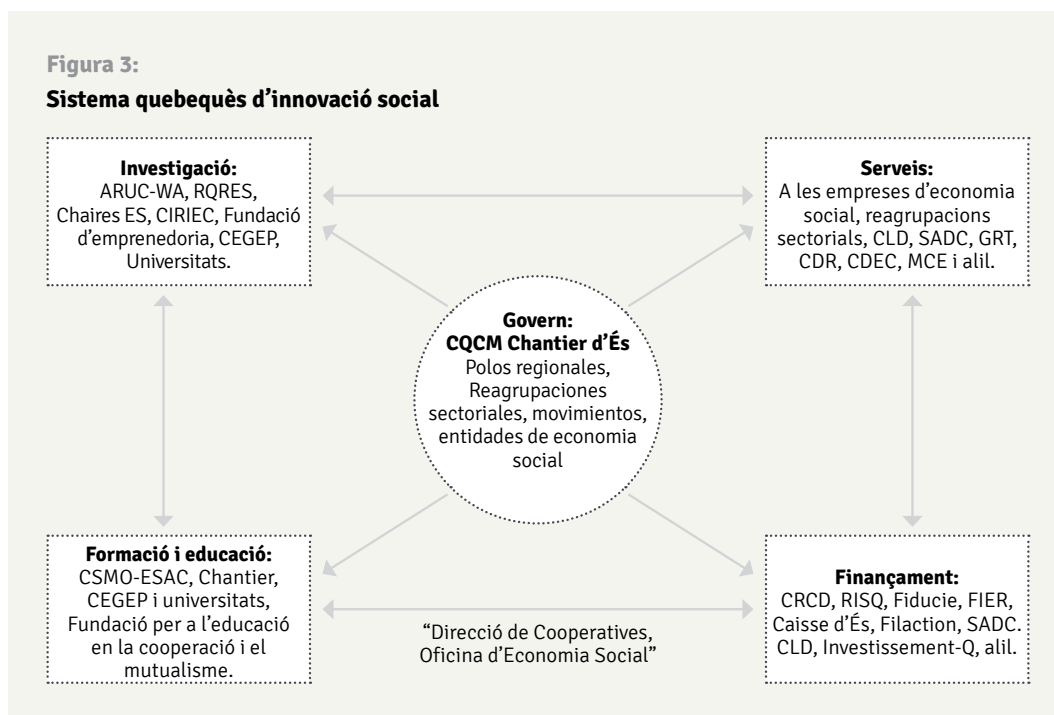 Figura 3:
Sistema quebequès d’innovació social
Investigació:
ARUC-WA, RQRES,
Chaires ES, CIRIEC, Fundació
d’emprenedoria, CEGEP,
Universitats.
Serveis:
A les empreses d’economia
social, reagrupacions
sectorials, CLD, SADC, GRT,
CDR, CDEC, MCE i alil.
Govern:
CQCM Chantier d’És
Polos regionales,
Reagrupaciones
sectoriales, movimientos,
entidades de economia
social
Formació i educació:
CSMO-ESAC, Chantier,
CEGEP i universitats,
Fundació per a l’educació
en la cooperació i el
mutualisme.
“Direcció de Cooperatives,
Oficina d’Economia Social”
Finançament:
CRCD, RISQ, Fiducie, FIER,
Caisse d’És, Filaction, SADC.
CLD, Investissement-Q, alil.